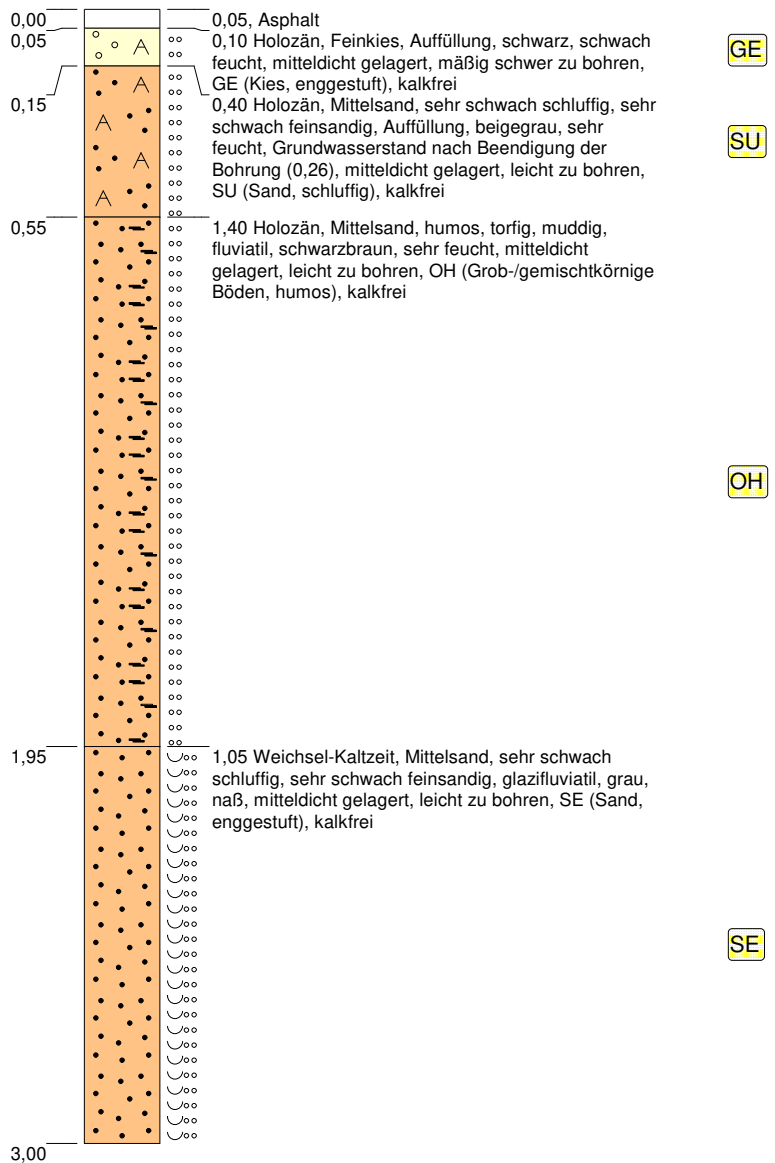 0,00
0,05, Asphalt
0,05
0,10 Holozän, Feinkies, Auffüllung, schwarz, schwach
feucht, mitteldicht gelagert, mäßig schwer zu bohren,
GE (Kies, enggestuft), kalkfrei
GE
A
0,15
0,40 Holozän, Mittelsand, sehr schwach schluffig, sehr
schwach feinsandig, Auffüllung, beigegrau, sehr
feucht, Grundwasserstand nach Beendigung der
Bohrung (0,26), mitteldicht gelagert, leicht zu bohren,
SU (Sand, schluffig), kalkfrei
SU
A
A
A
A
0,55
1,40 Holozän, Mittelsand, humos, torfig, muddig,
fluviatil, schwarzbraun, sehr feucht, mitteldicht
gelagert, leicht zu bohren, OH (Grob-/gemischtkörnige
Böden, humos), kalkfrei
OH
1,95
1,05 Weichsel-Kaltzeit, Mittelsand, sehr schwach
schluffig, sehr schwach feinsandig, glazifluviatil, grau,
naß, mitteldicht gelagert, leicht zu bohren, SE (Sand,
enggestuft), kalkfrei
SE
3,00